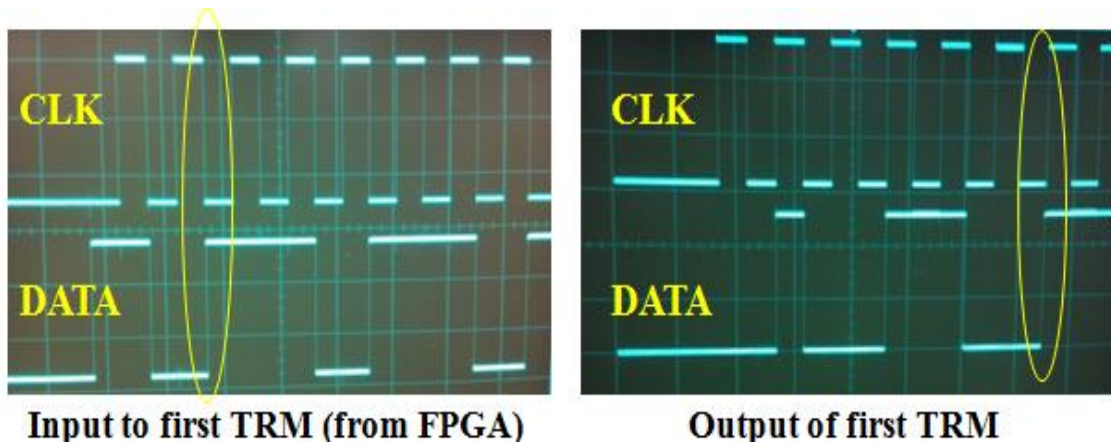 CLK
DATA
Input to first TRM (from FPGA)
CLK
DATA
Output of first TRM